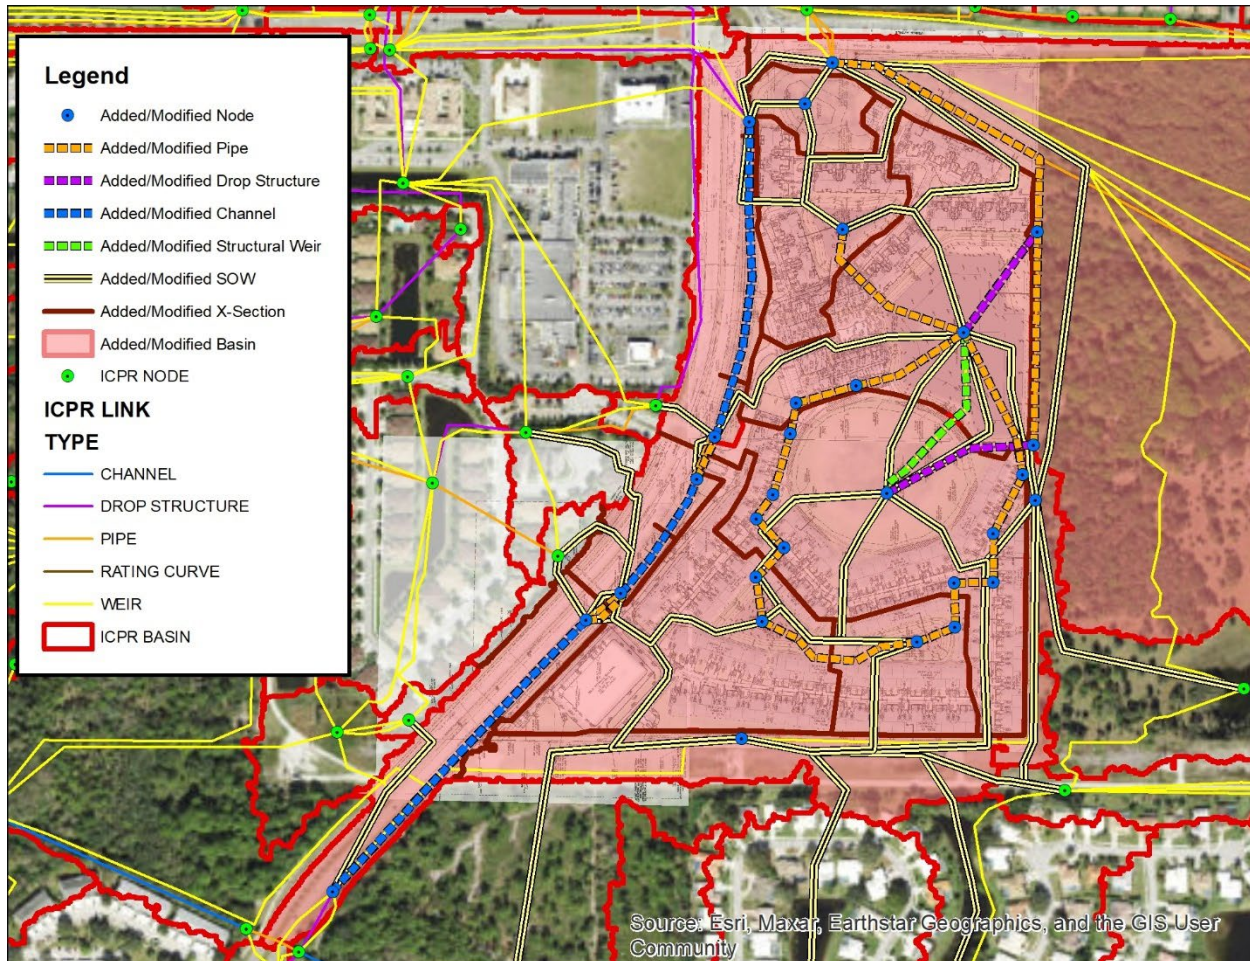 Legend
Added/Modified Node
Added/Modified Pipe
Added/Modified Drop Structure
Added/Modified Channel
Added/Modified Structural Weir
Added/Modified SOW
Added/Modified X-Section
Added/Modified Basin
ICPR NODE
ICPR LINK
TYPE
CHANNEL
DROP STRUCTURE
PIPE
RATING CURVE
WEIR
ICPR BASIN
Source: Esri, Maxar, Earthstar Geographics, and the GIS User
Community